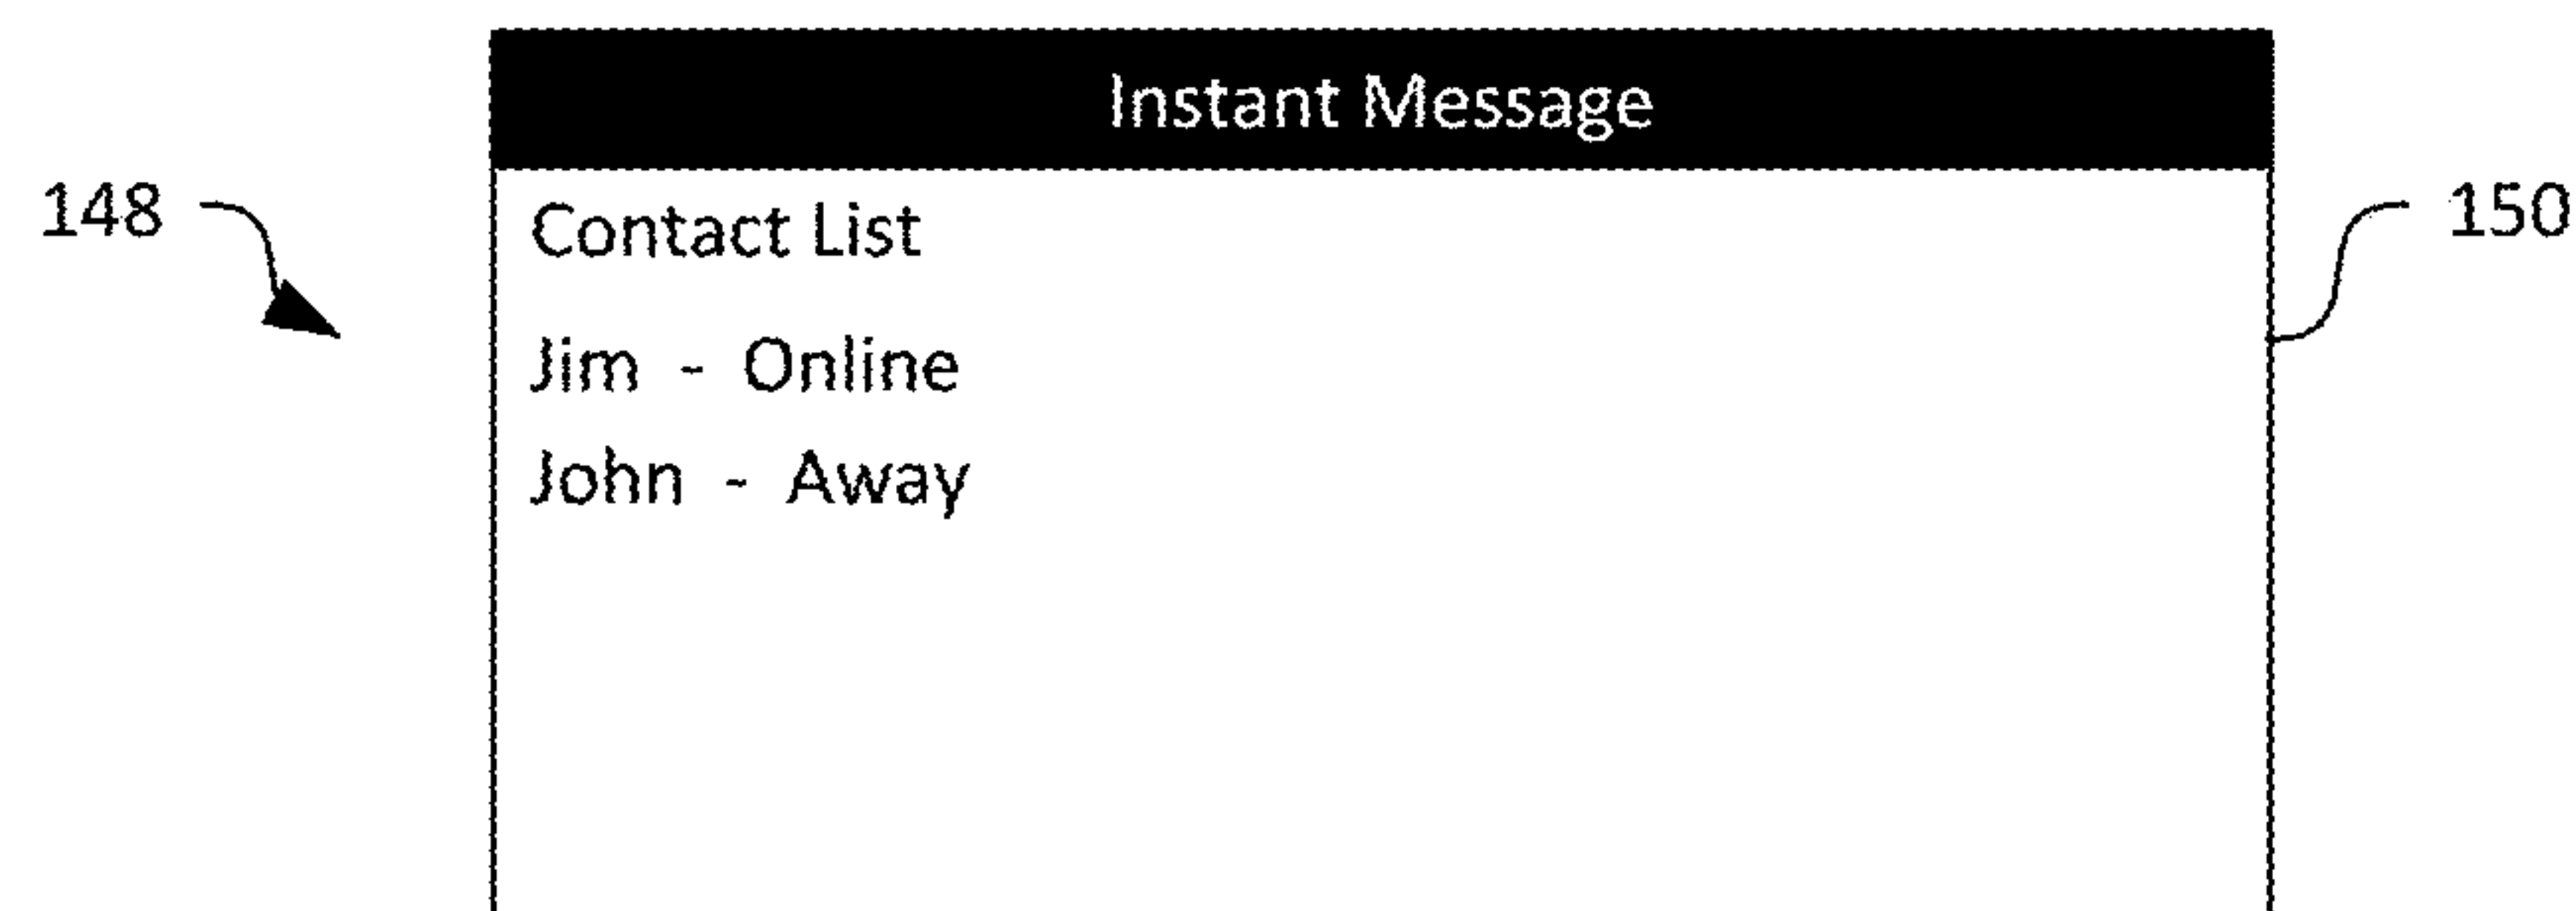 Instant Message
148
150
Contact List
Jim - Online
John - Away